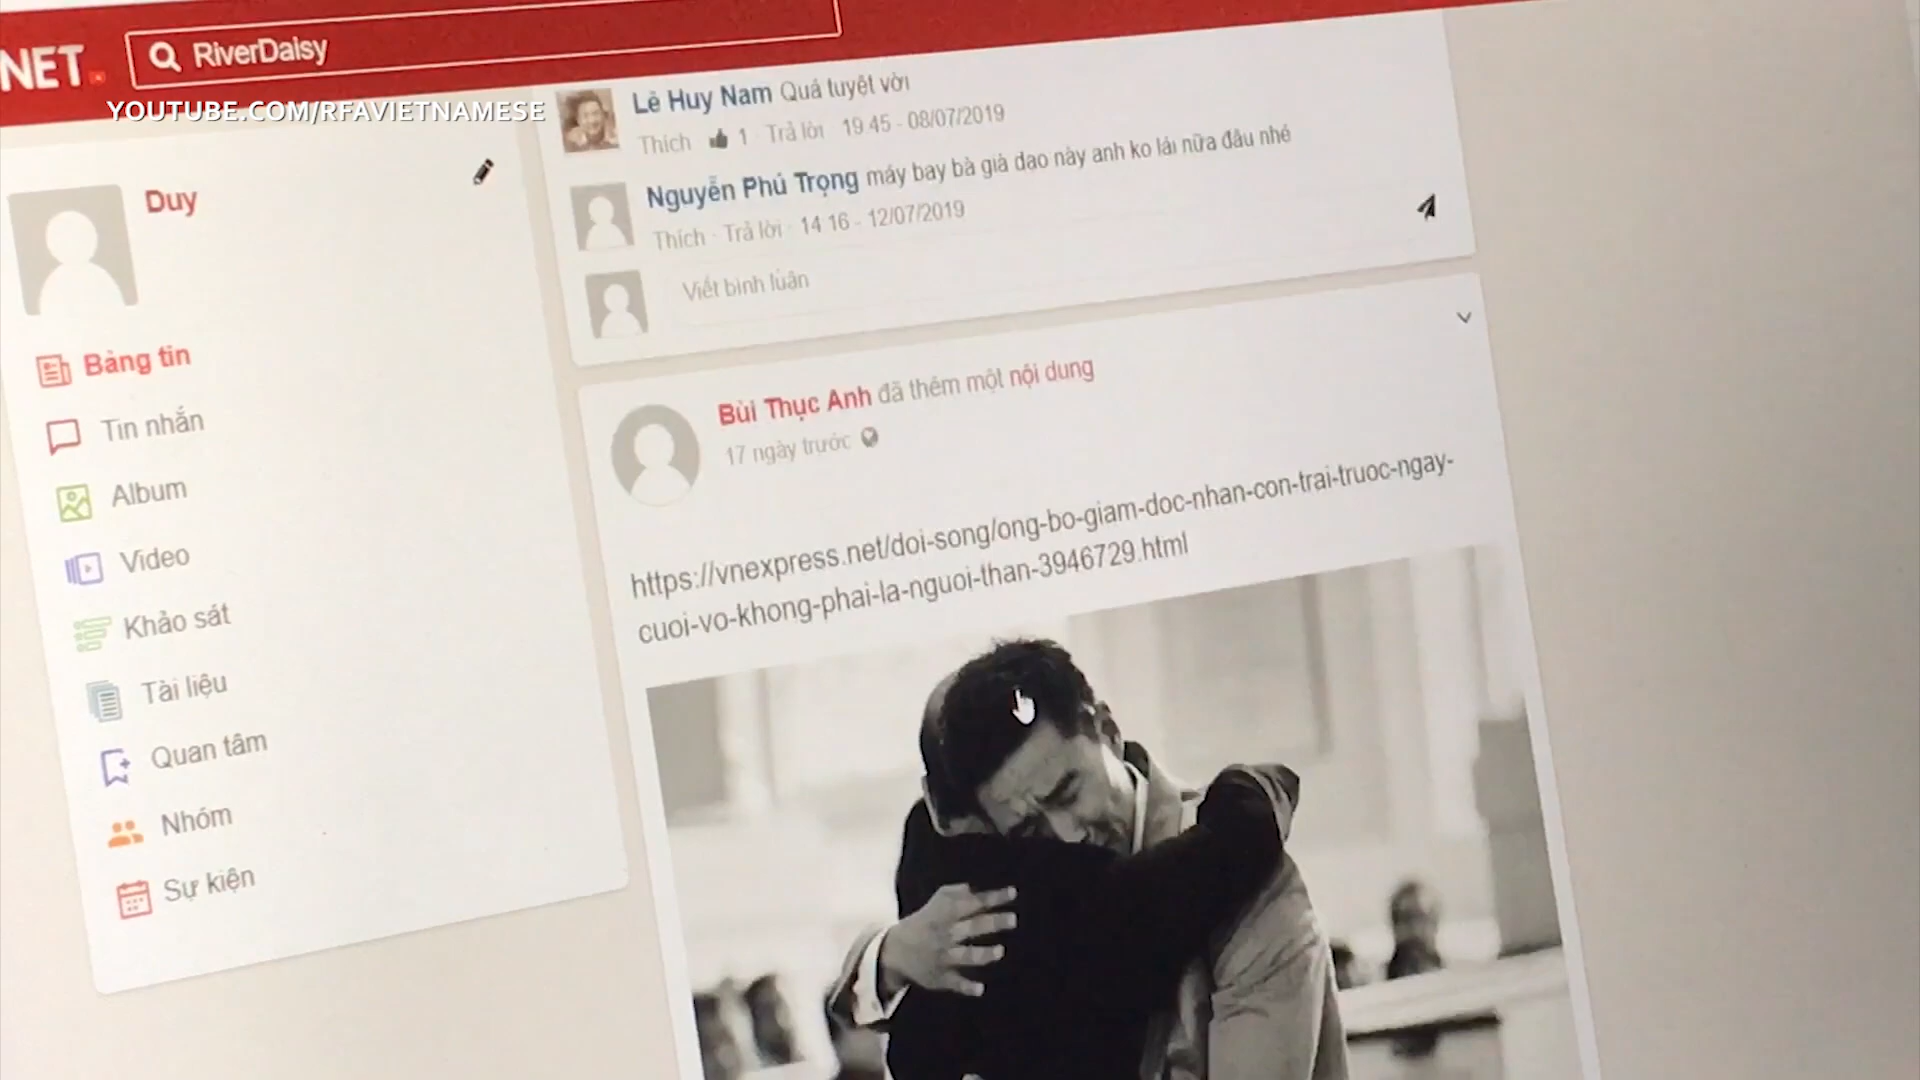 NET.
RiverDaisy
YOUTUBE.COM/RFAVIETNAMESE
Duy
Bảng tin
Tin nhắn
Album
Video
Khảo sát
Tài liệu
Quan tâm
Nhóm
Sự kiện
Lê Huy Nam Quá tuyệt vời
Thích 1 · Trả lời 19:45 - 08/07/2019
Nguyễn Phú Trọng máy bay bà già dạo này anh ko lái nữa đâu nhé
Thích · Trả lời · 14:16 - 12/07/2019
Viết bình luận
Bùi Thục Anh đã thêm một nội dung
17 ngày trước
https://vnexpress.net/doi-song/ong-bo-giam-doc-nhan-con-trai-truoc-ngay-
cuoi-vo-khong-phai-la-nguoi-than-3946729.html